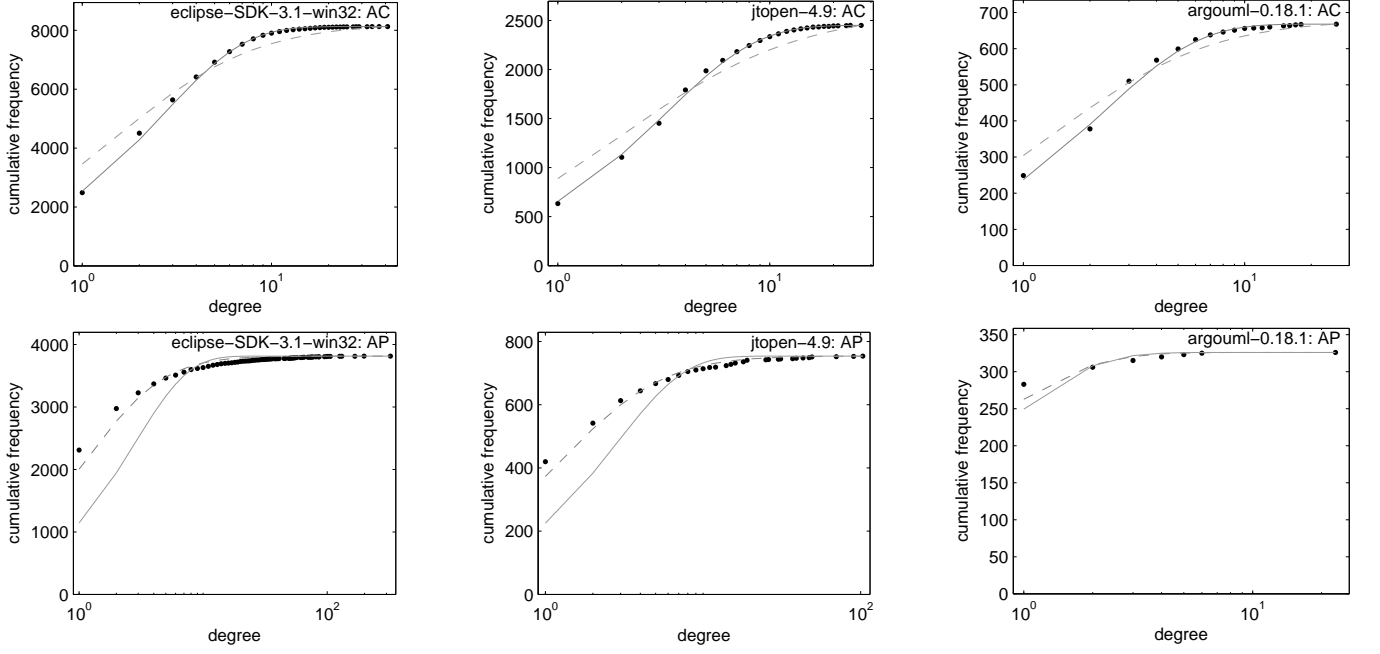 eclipse−SDK−3.1−win32: AC
8000
6000
4000
2000
0
cumulative frequency
10^0
10^1
degree
jtopen−4.9: AC
2500
2000
1500
1000
500
0
cumulative frequency
10^0
10^1
degree
argouml−0.18.1: AC
700
600
500
400
300
200
100
0
cumulative frequency
10^0
10^1
degree
eclipse−SDK−3.1−win32: AP
4000
3000
2000
1000
0
cumulative frequency
10^0
10^2
degree
jtopen−4.9: AP
800
600
400
200
0
cumulative frequency
10^0
10^2
degree
argouml−0.18.1: AP
350
300
250
200
150
100
50
0
cumulative frequency
10^0
10^1
degree